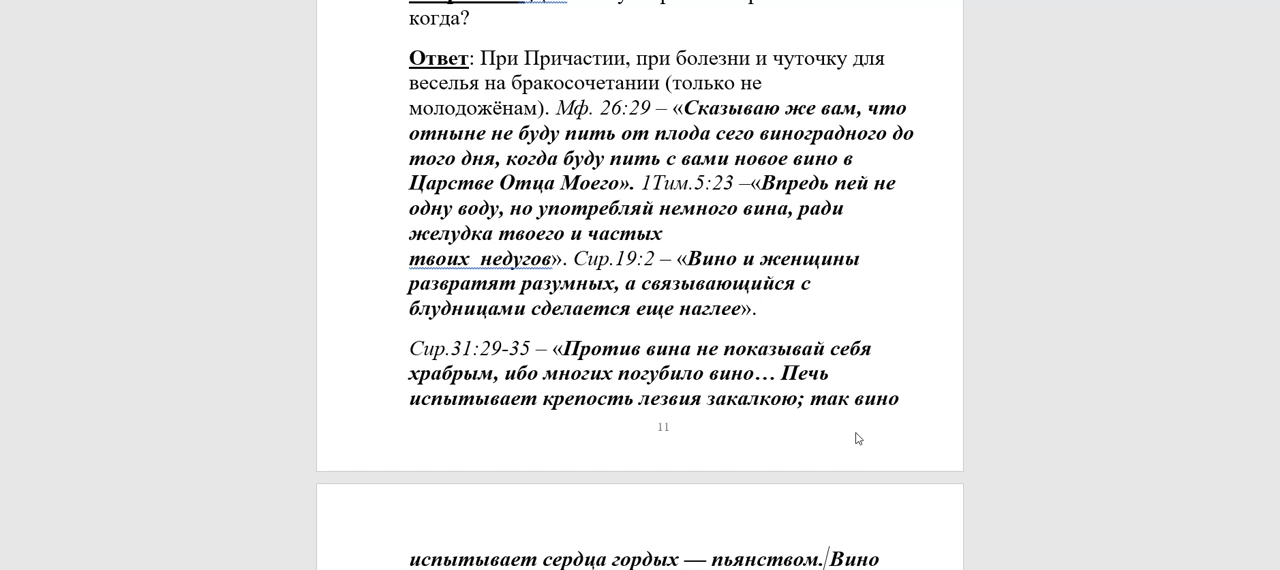 когда?
Ответ: При Причастии, при болезни и чуточку для
веселья на бракосочетании (только не
молодожёнам). Мф. 26:29 – «Сказываю же вам, что
отныне не буду пить от плода сего виноградного до
того дня, когда буду пить с вами новое вино в
Царстве Отца Моего». 1Тим.5:23 –«Впредь пей не
одну воду, но употребляй немного вина, ради
желудка твоего и частых
твоих  недугов». Сир.19:2 – «Вино и женщины
развратят разумных, а связывающийся с
блудницами сделается еще наглее».
Сир.31:29-35 – «Против вина не показывай себя
храбрым, ибо многих погубило вино… Печь
испытывает крепость лезвия закалкою; так вино
11
испытывает сердца гордых — пьянством./Вино